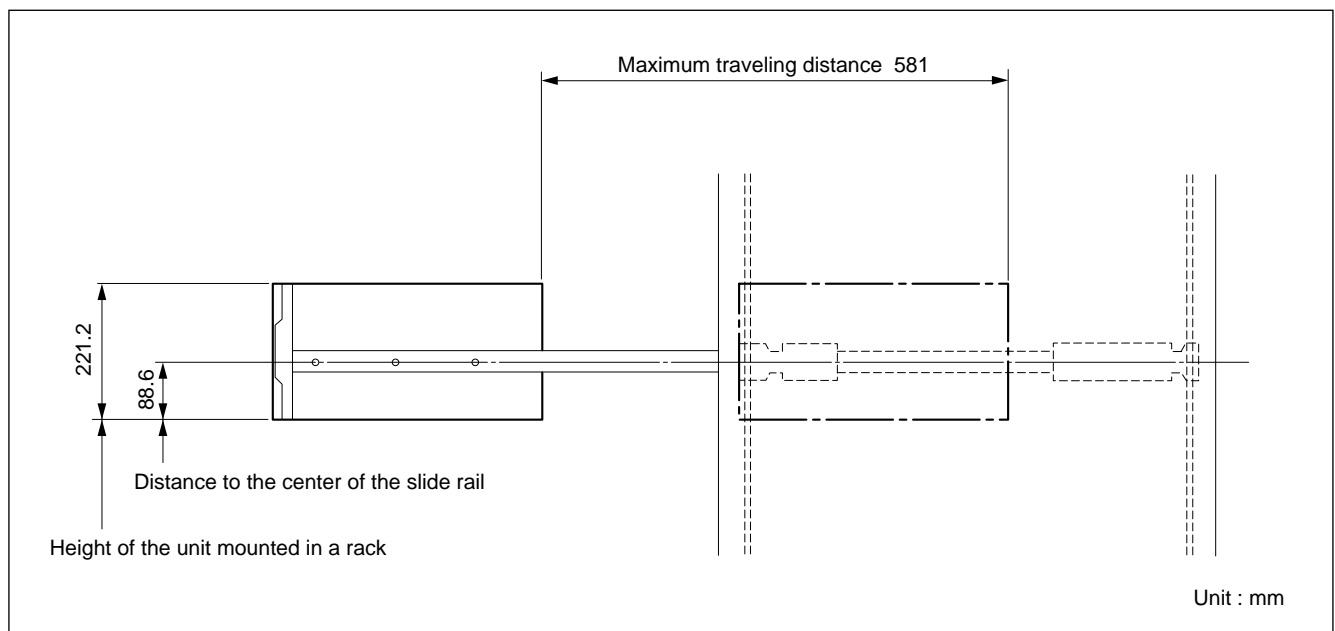 Maximum traveling distance 581
221.2
88.6
Distance to the center of the slide rail
Height of the unit mounted in a rack
Unit : mm